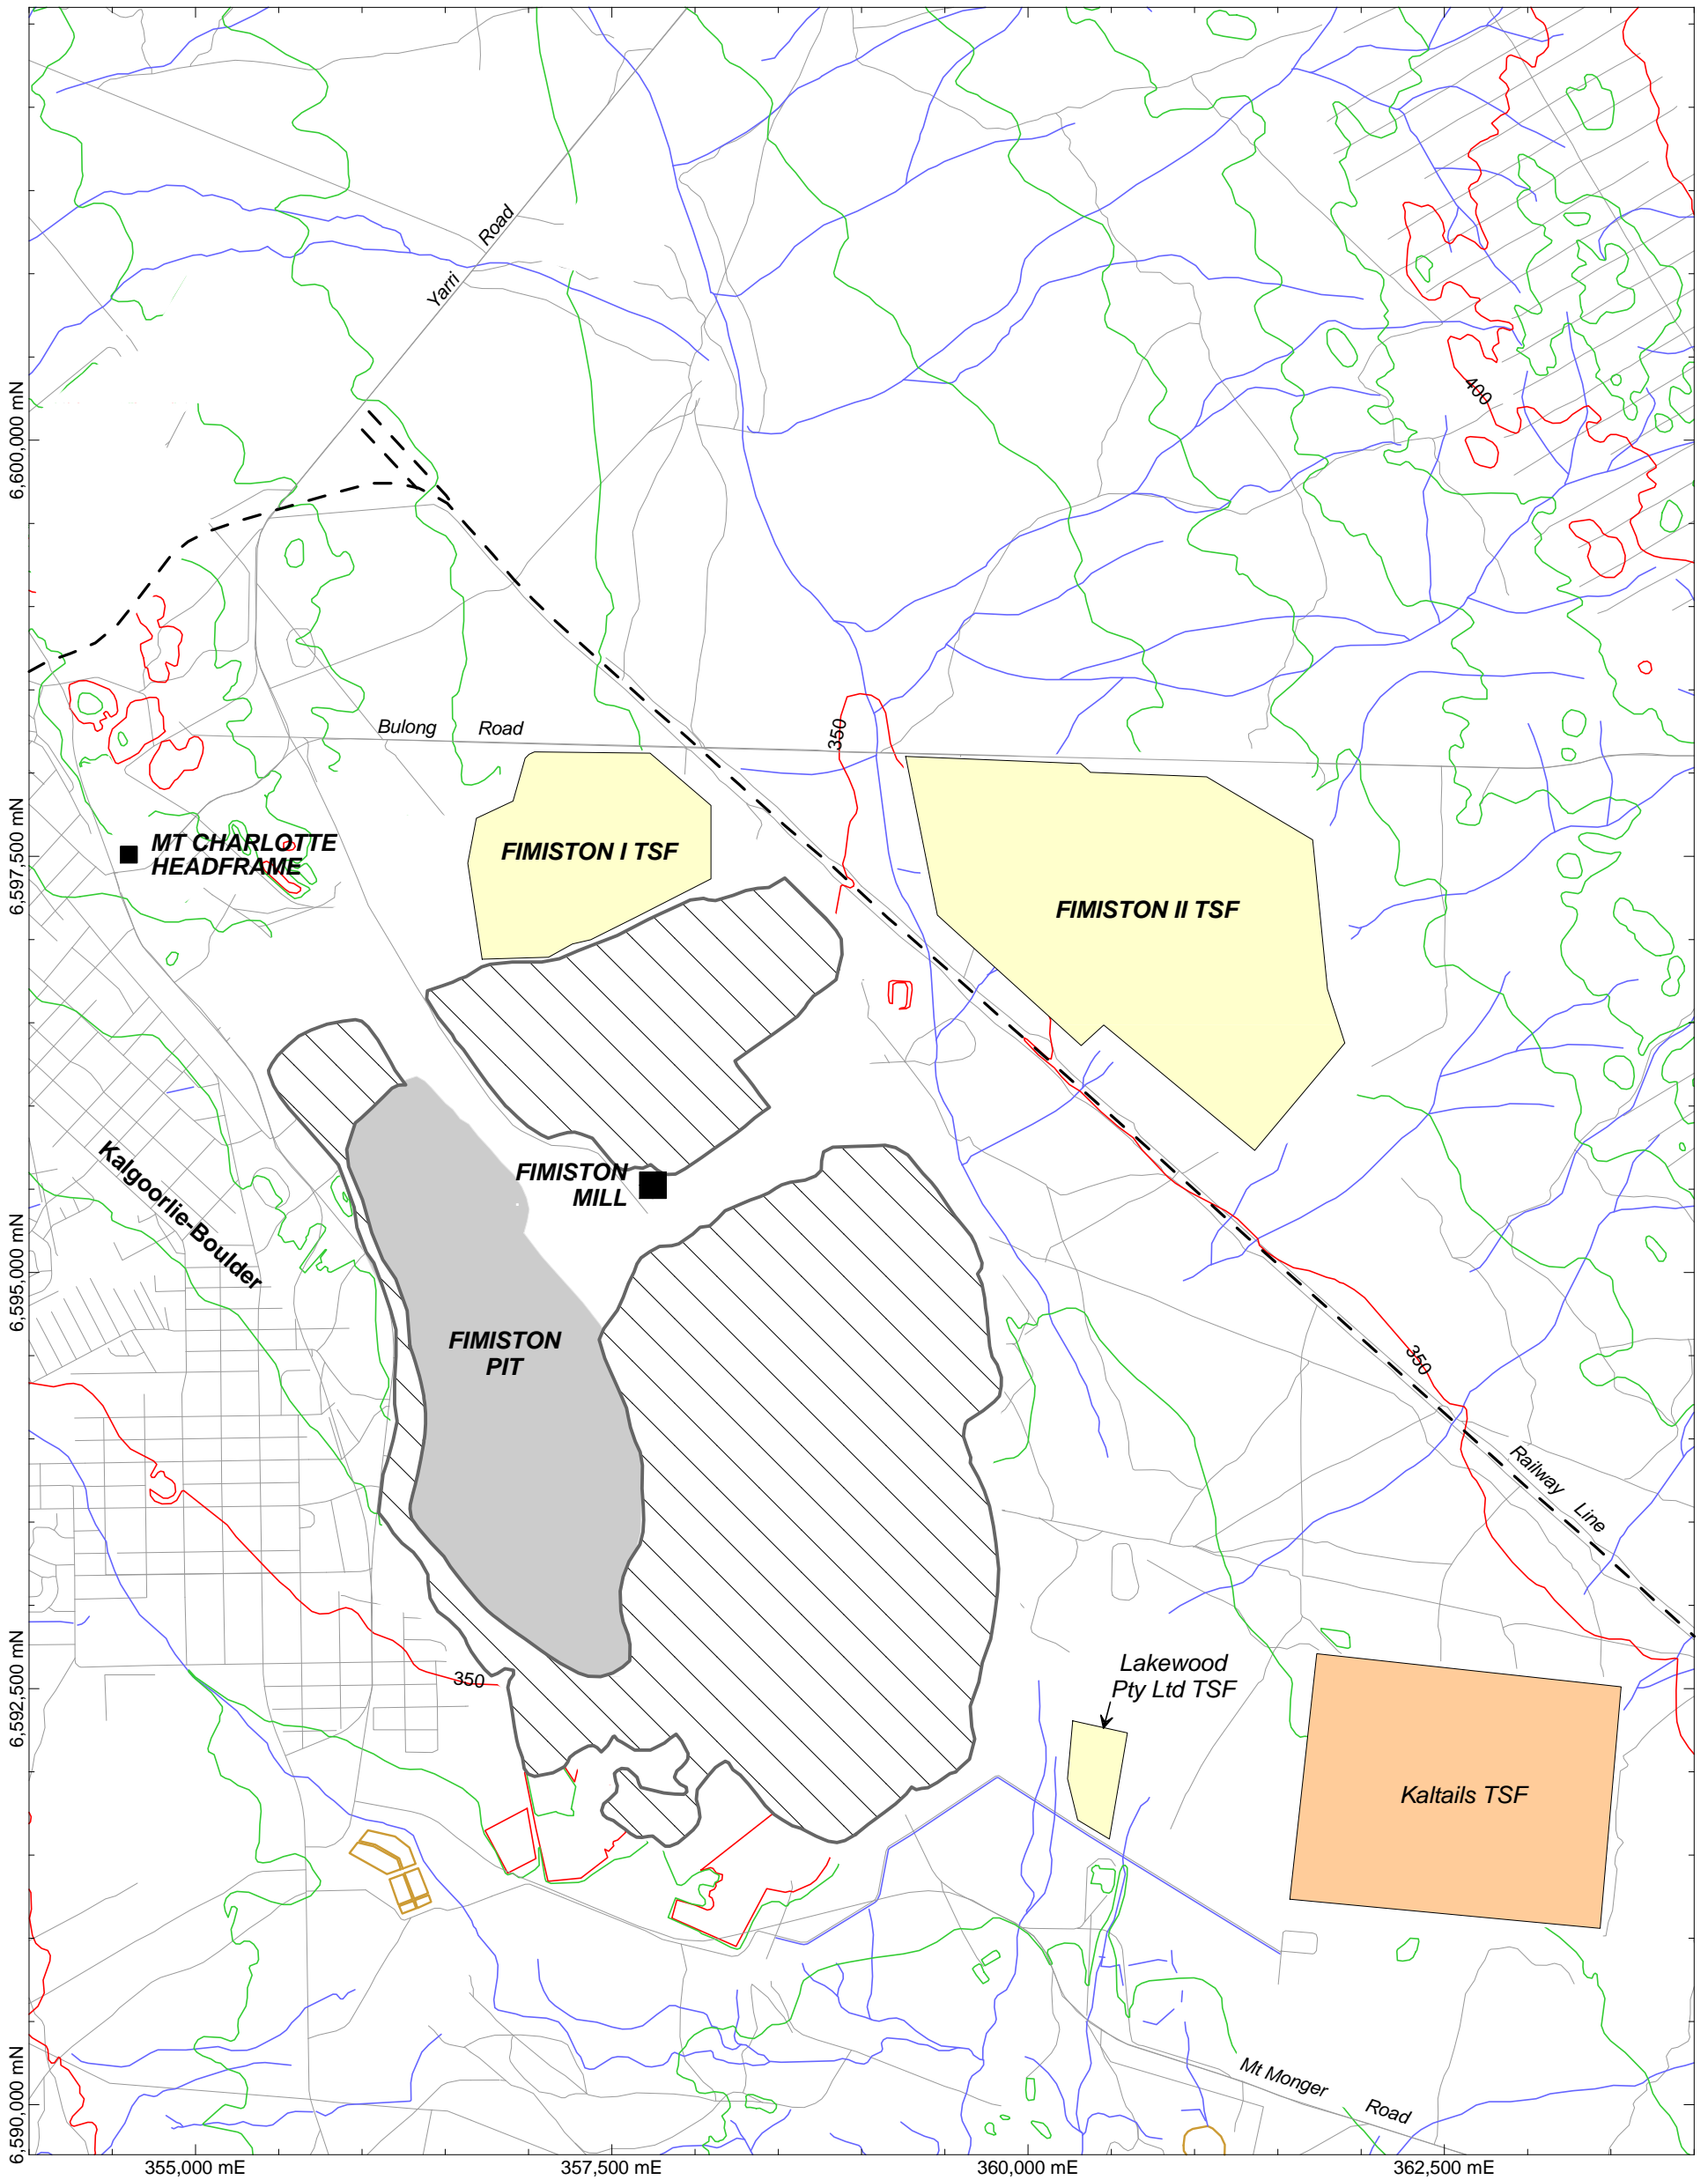 Yarri Road
400
6,600,000 mN
Bulong Road
350
MT CHARLOTTE
HEADFRAME
FIMISTON I TSF
FIMISTON II TSF
6,597,500 mN
FIMISTON
MILL
Kalgoorlie-Boulder
6,595,000 mN
FIMISTON
PIT
350
Railway Line
350
Lakewood
Pty Ltd TSF
6,592,500 mN
Kaltails TSF
Mt Monger Road
6,590,000 mN
355,000 mE
357,500 mE
360,000 mE
362,500 mE